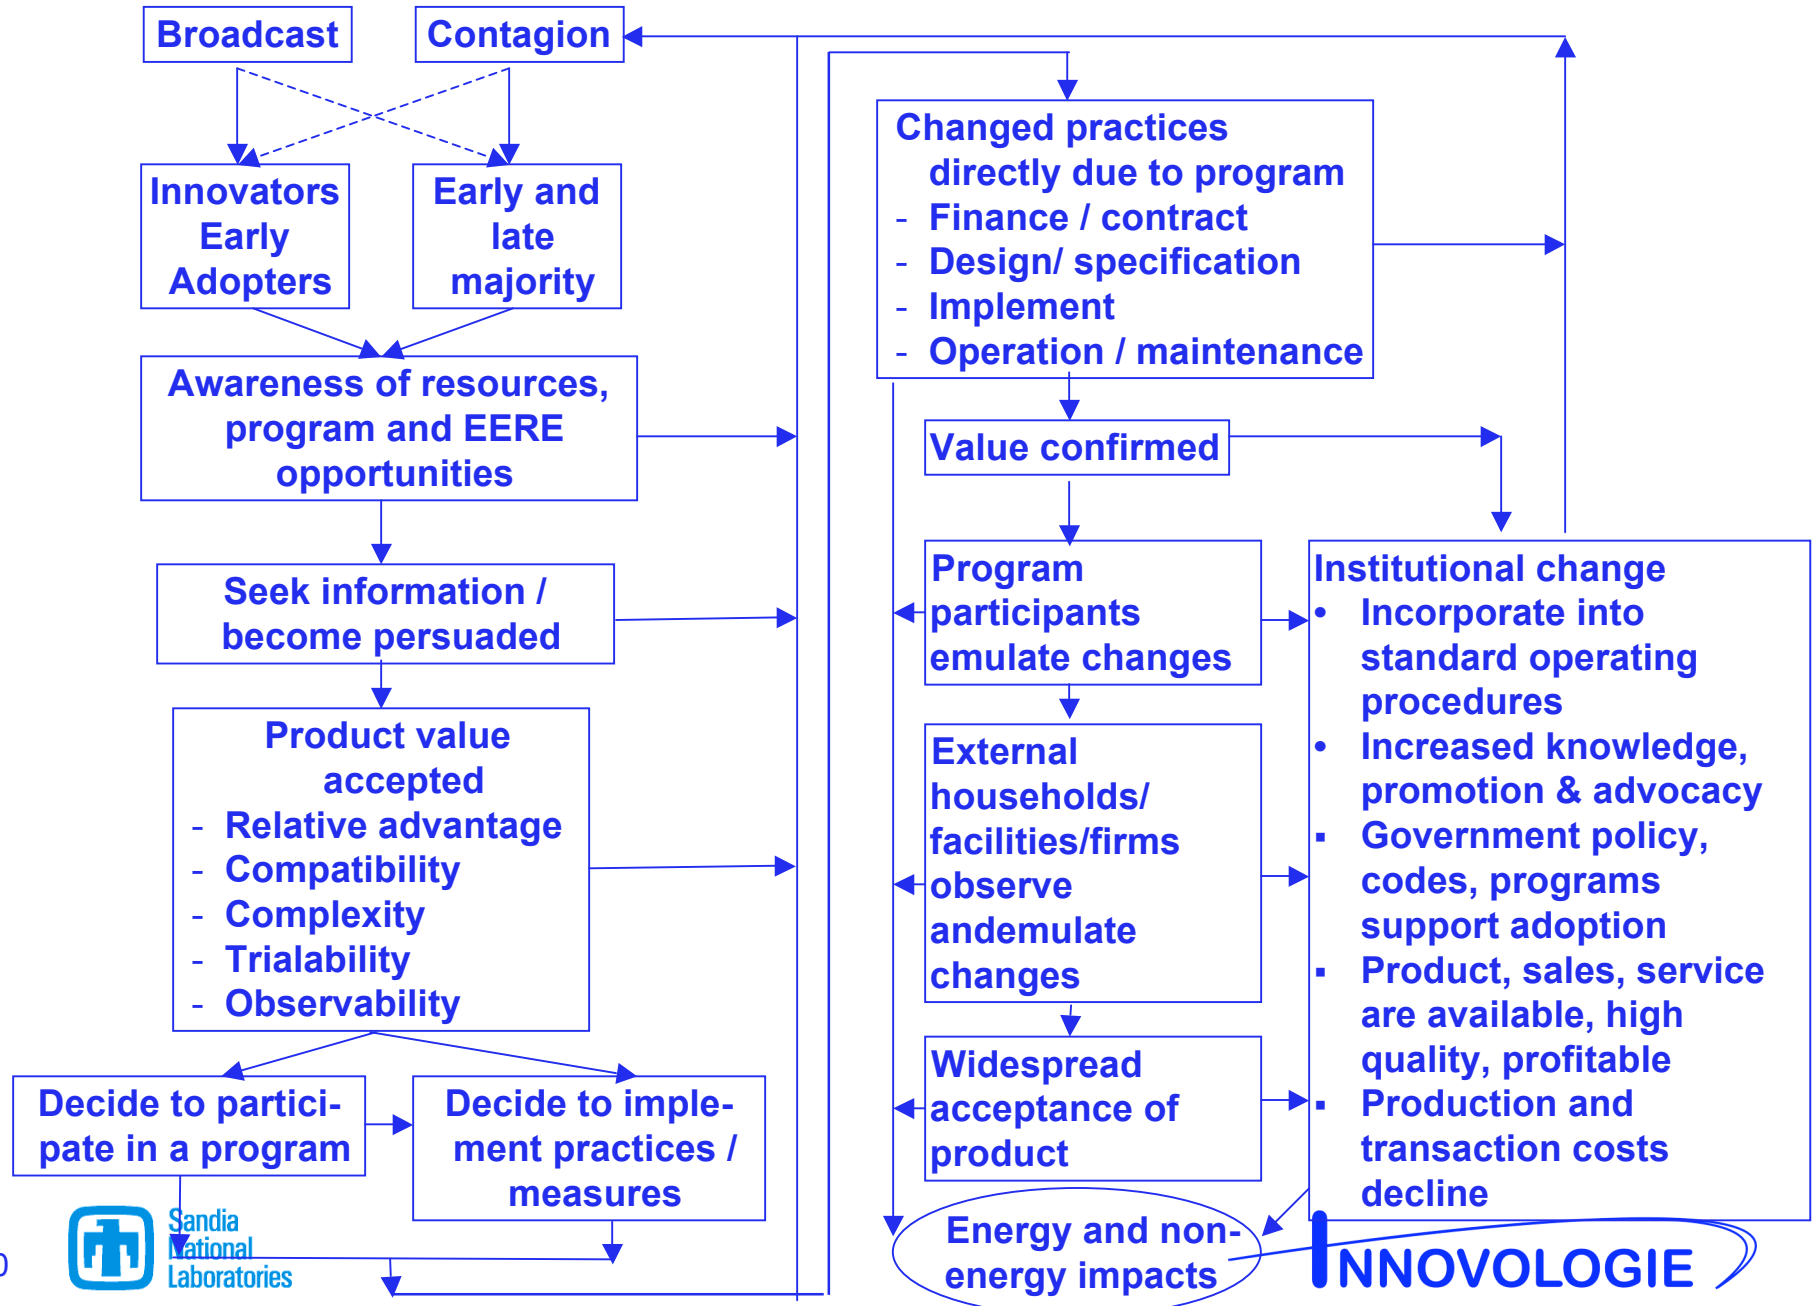 Broadcast
Contagion
Innovators
Early
Adopters
Early and
late
majority
Awareness of resources,
program and EERE
opportunities
Seek information /
become persuaded
Product value
accepted
- Relative advantage
- Compatibility
- Complexity
- Trialability
- Observability
Decide to partici-
pate in a program
Decide to imple-
ment practices /
measures
Changed practices
directly due to program
- Finance / contract
- Design/ specification
- Implement
- Operation / maintenance
Value confirmed
Program
participants
emulate changes
External
households/
facilities/firms
observe
andemulate
changes
Widespread
acceptance of
product
Energy and non-
energy impacts
Institutional change
• Incorporate into
standard operating
procedures
• Increased knowledge,
promotion & advocacy
▪ Government policy,
codes, programs
support adoption
▪ Product, sales, service
are available, high
quality, profitable
▪ Production and
transaction costs
decline
0
Sandia
National
Laboratories
INNOVOLOGIE